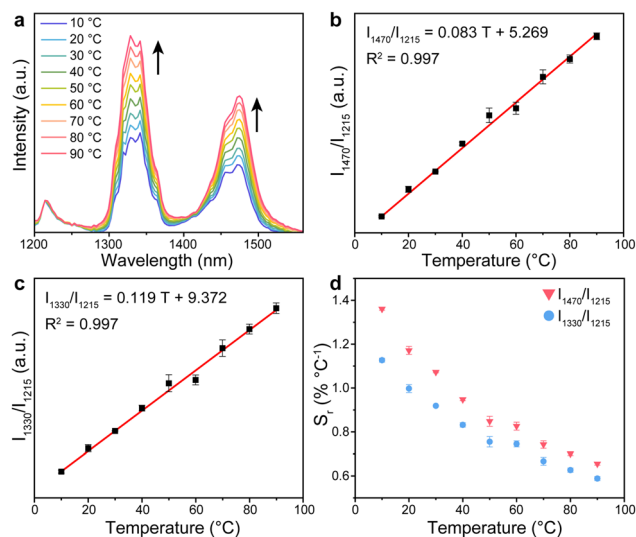 a
10 °C
20 °C
30 °C
40 °C
50 °C
60 °C
70 °C
80 °C
90 °C
Intensity (a.u.)
1200 1300 1400 1500
Wavelength (nm)
b
I1470/I1215 = 0.083 T + 5.269
R² = 0.997
I1470/I1215 (a.u.)
0 20 40 60 80 100
Temperature (°C)
c
I1330/I1215 = 0.119 T + 9.372
R² = 0.997
I1330/I1215 (a.u.)
0 20 40 60 80 100
Temperature (°C)
d
I1470/I1215
I1330/I1215
Sr (% °C⁻¹)
1.4
1.2
1.0
0.8
0.6
0 20 40 60 80 100
Temperature (°C)